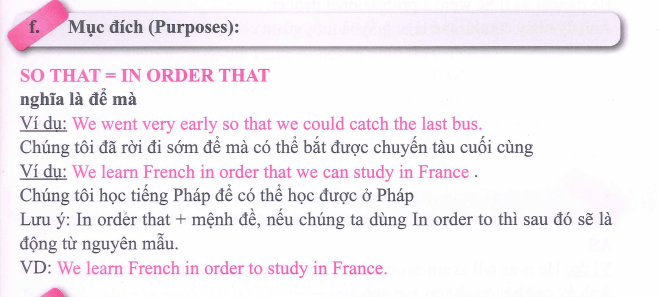 f. Mục đích (Purposes):
SO THAT = IN ORDER THAT
nghĩa là để mà
Ví dụ: We went very early so that we could catch the last bus.
Chúng tôi đã rời đi sớm để mà có thể bắt được chuyến tàu cuối cùng
Ví dụ: We learn French in order that we can study in France .
Chúng tôi học tiếng Pháp để có thể học được ở Pháp
Lưu ý: In order that + mệnh đề, nếu chúng ta dùng In order to thì sau đó sẽ là
động từ nguyên mẫu.
VD: We learn French in order to study in France.